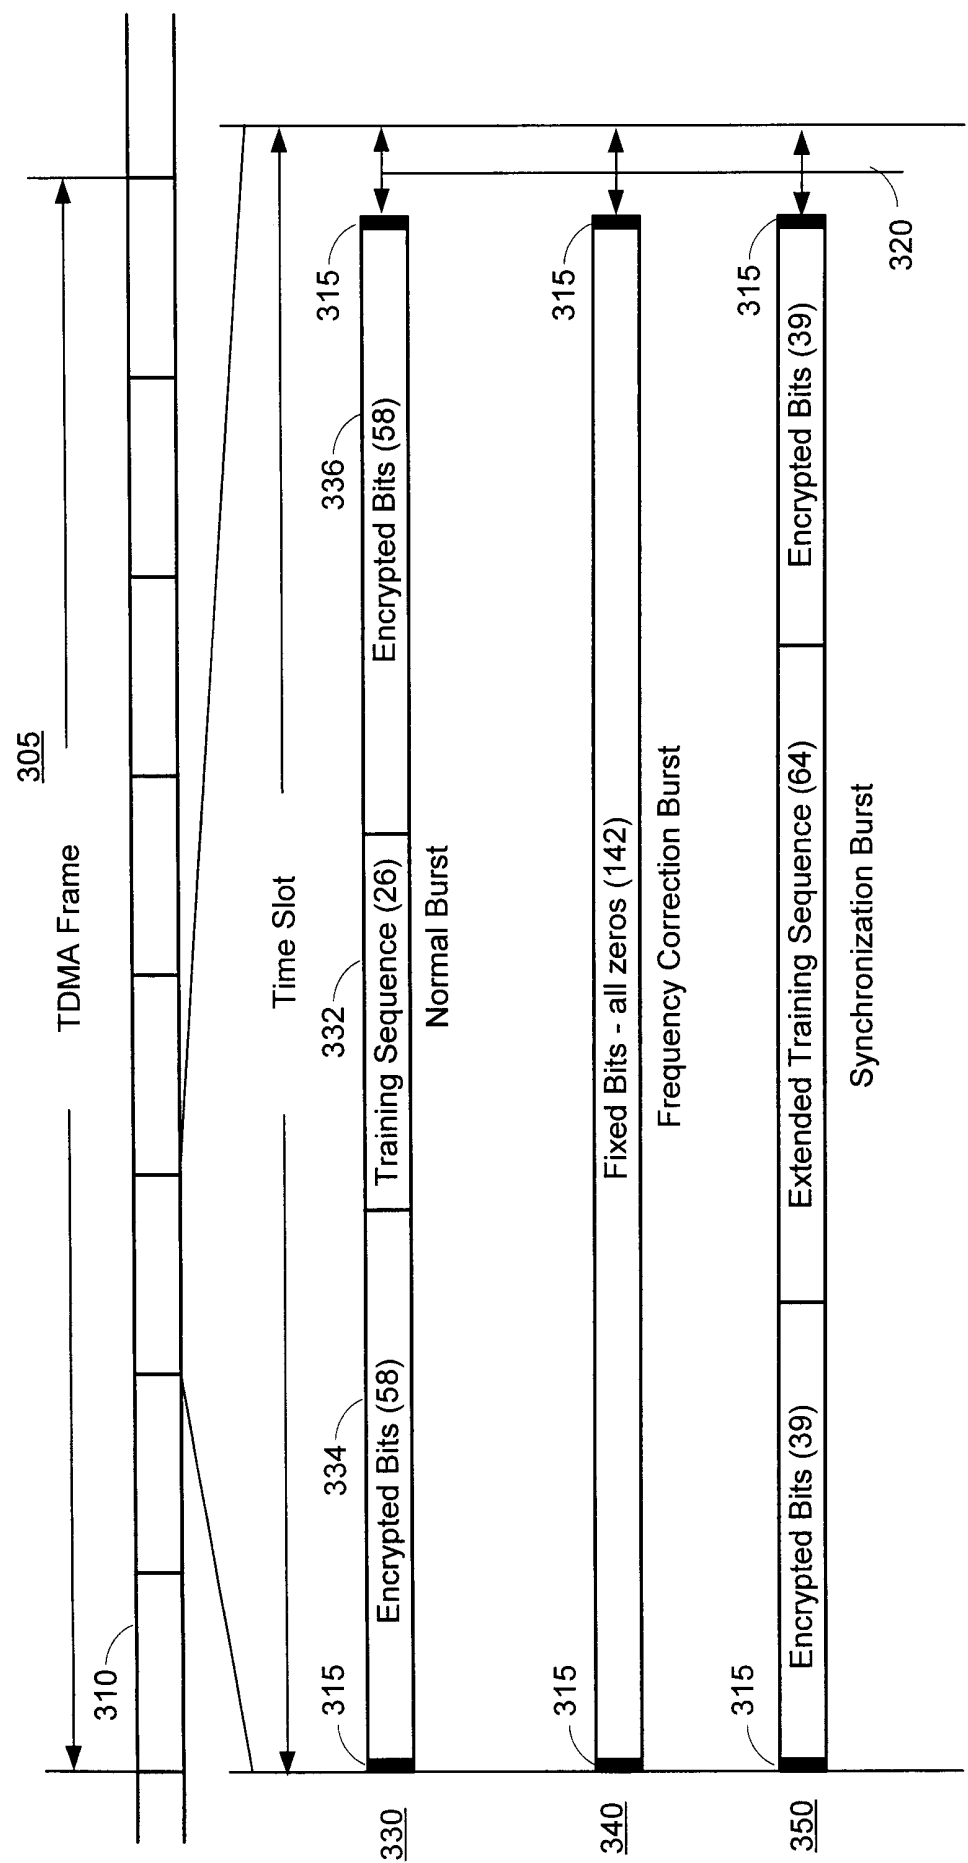 305
TDMA Frame
310
Time Slot
315
334
332
336
315
330
Encrypted Bits (58)
Training Sequence (26)
Encrypted Bits (58)
Normal Burst
315
315
340
Fixed Bits - all zeros (142)
Frequency Correction Burst
315
315
350
Encrypted Bits (39)
Extended Training Sequence (64)
Encrypted Bits (39)
Synchronization Burst
320